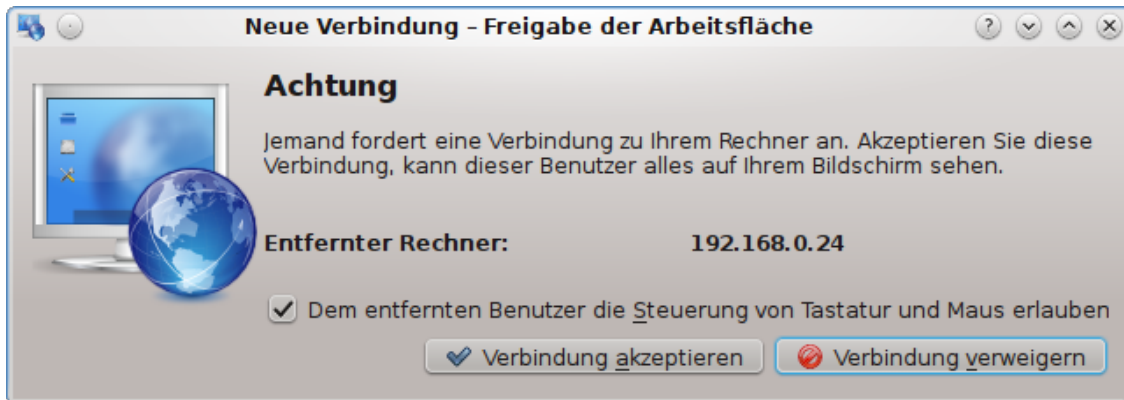 Neue Verbindung – Freigabe der Arbeitsfläche
Achtung
Jemand fordert eine Verbindung zu Ihrem Rechner an. Akzeptieren Sie diese
Verbindung, kann dieser Benutzer alles auf Ihrem Bildschirm sehen.
Entfernter Rechner: 192.168.0.24
Dem entfernten Benutzer die Steuerung von Tastatur und Maus erlauben
Verbindung akzeptieren Verbindung verweigern